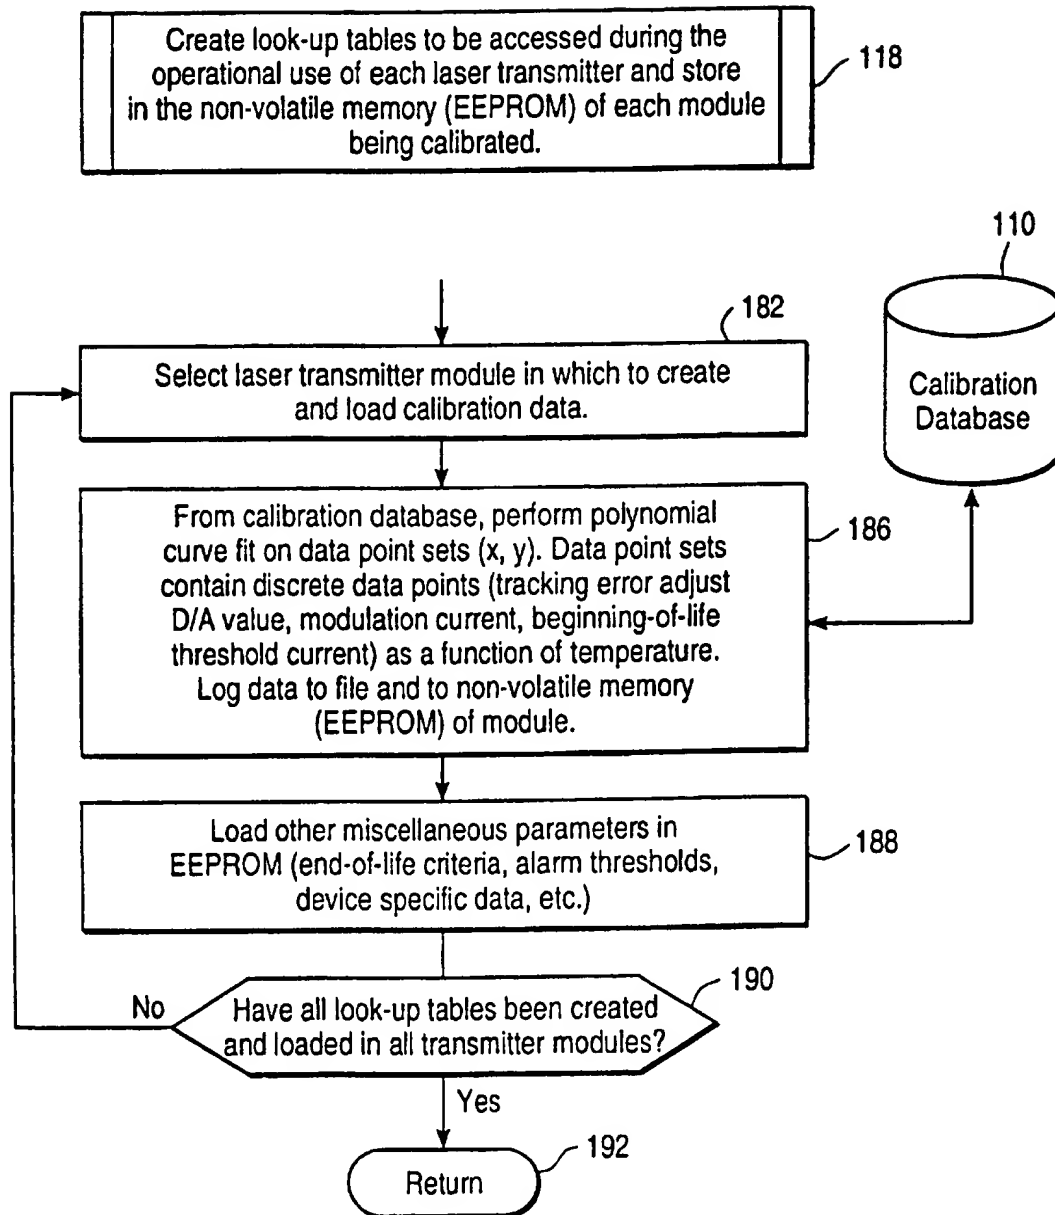 Create look-up tables to be accessed during the
operational use of each laser transmitter and store
in the non-volatile memory (EEPROM) of each module
being calibrated.
118
110
182
Select laser transmitter module in which to create
and load calibration data.
Calibration
Database
From calibration database, perform polynomial
curve fit on data point sets (x, y). Data point sets
contain discrete data points (tracking error adjust
D/A value, modulation current, beginning-of-life
threshold current) as a function of temperature.
Log data to file and to non-volatile memory
(EEPROM) of module.
186
Load other miscellaneous parameters in
EEPROM (end-of-life criteria, alarm thresholds,
device specific data, etc.)
188
No
Have all look-up tables been created
and loaded in all transmitter modules?
190
Yes
Return
192